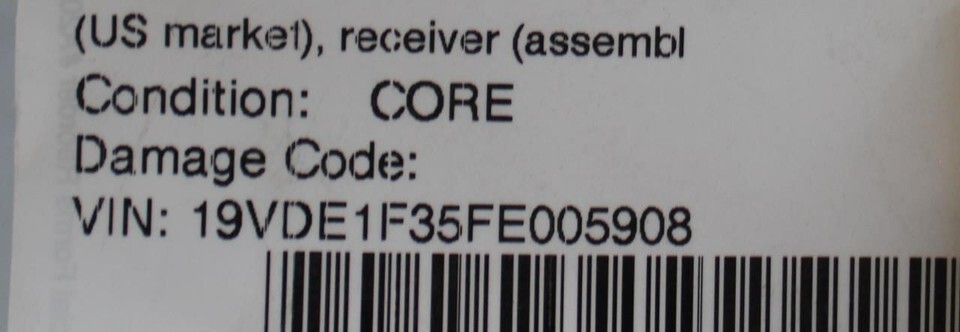 (US market), receiver (assembl
Condition: CORE
Damage Code:
VIN: 19VDE1F35FE005908